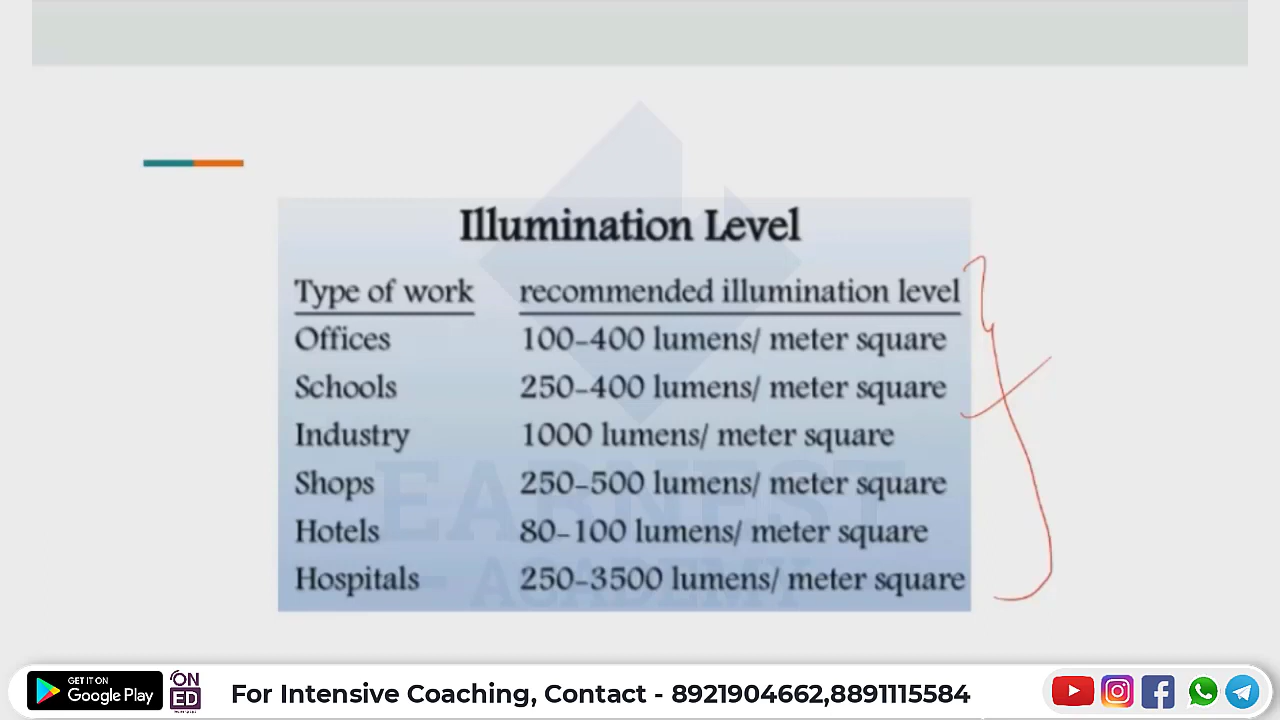 Illumination Level
Type of work recommended illumination level
Offices 100-400 lumens/ meter square
Schools 250-400 lumens/ meter square
Industry 1000 lumens/ meter square
Shops 250-500 lumens/ meter square
Hotels 80-100 lumens/ meter square
Hospitals 250-3500 lumens/ meter square
EARNEST
ACADEMY
GET IT ON
Google Play
ON
ED
For Intensive Coaching, Contact - 8921904662,8891115584